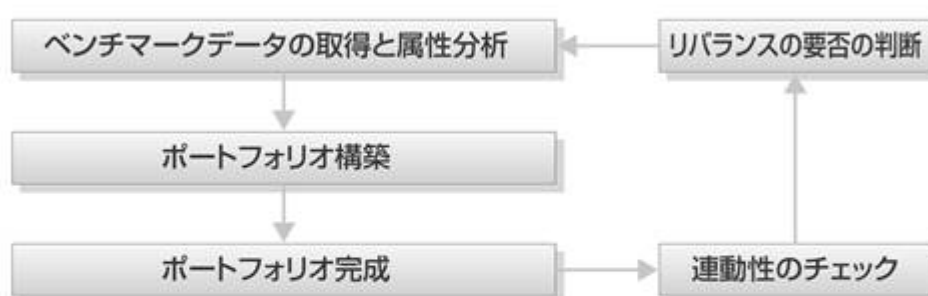 ベンチマークデータの取得と属性分析
リバランスの要否の判断
ポートフォリオ構築
ポートフォリオ完成
連動性のチェック